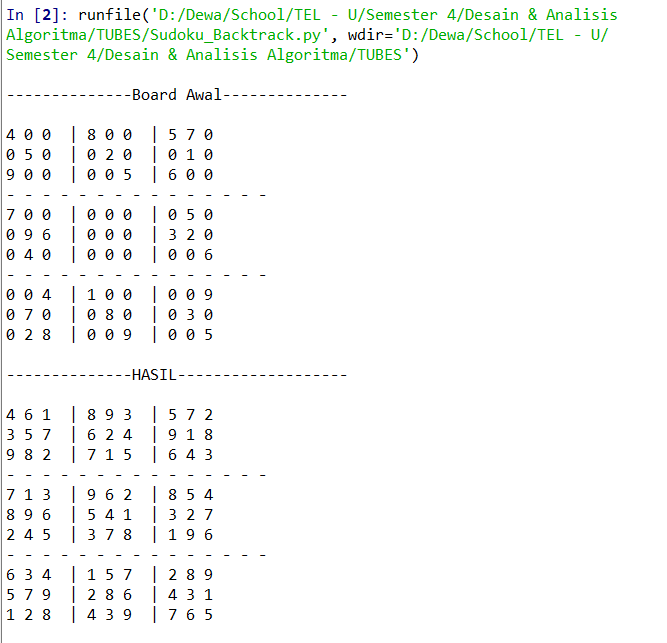 In [2]: runfile('D:/Dewa/School/TEL - U/Semester 4/Desain & Analisis
Algoritma/TUBES/Sudoku_Backtrack.py', wdir='D:/Dewa/School/TEL - U/
Semester 4/Desain & Analisis Algoritma/TUBES')
--------------Board Awal--------------
4 0 0 | 8 0 0 | 5 7 0
0 5 0 | 0 2 0 | 0 1 0
9 0 0 | 0 0 5 | 6 0 0
- - - - - - - - - - - - - - -
7 0 0 | 0 0 0 | 0 5 0
0 9 6 | 0 0 0 | 3 2 0
0 4 0 | 0 0 0 | 0 0 6
- - - - - - - - - - - - - - -
0 0 4 | 1 0 0 | 0 0 9
0 7 0 | 0 8 0 | 0 3 0
0 2 8 | 0 0 9 | 0 0 5
--------------HASIL-------------------
4 6 1 | 8 9 3 | 5 7 2
3 5 7 | 6 2 4 | 9 1 8
9 8 2 | 7 1 5 | 6 4 3
- - - - - - - - - - - - - - -
7 1 3 | 9 6 2 | 8 5 4
8 9 6 | 5 4 1 | 3 2 7
2 4 5 | 3 7 8 | 1 9 6
- - - - - - - - - - - - - - -
6 3 4 | 1 5 7 | 2 8 9
5 7 9 | 2 8 6 | 4 3 1
1 2 8 | 4 3 9 | 7 6 5